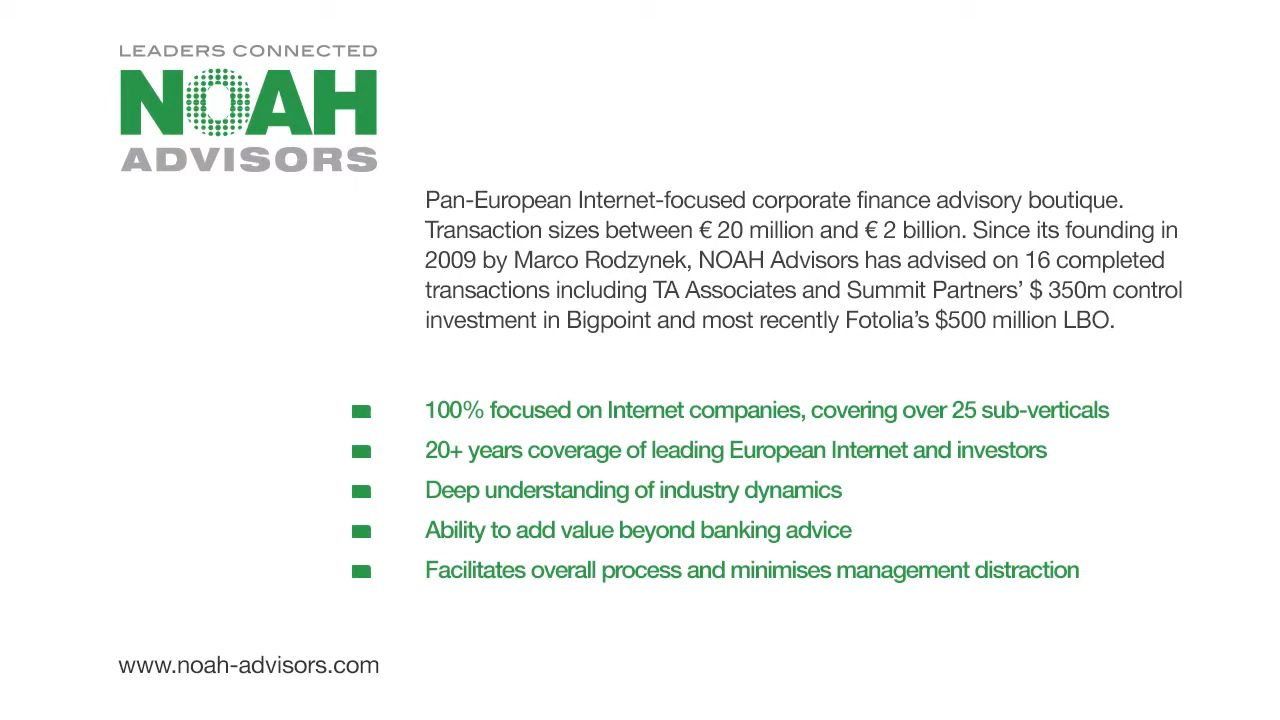 LEADERS CONNECTED
NOAH
ADVISORS
Pan-European Internet-focused corporate finance advisory boutique.
Transaction sizes between € 20 million and € 2 billion. Since its founding in
2009 by Marco Rodzynek, NOAH Advisors has advised on 16 completed
transactions including TA Associates and Summit Partners’ $ 350m control
investment in Bigpoint and most recently Fotolia’s $500 million LBO.
100% focused on Internet companies, covering over 25 sub-verticals
20+ years coverage of leading European Internet and investors
Deep understanding of industry dynamics
Ability to add value beyond banking advice
Facilitates overall process and minimises management distraction
www.noah-advisors.com